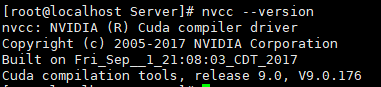 [root@localhost Server]# nvcc --version
nvcc: NVIDIA (R) Cuda compiler driver
Copyright (c) 2005-2017 NVIDIA Corporation
Built on Fri_Sep__1_21:08:03_CDT_2017
Cuda compilation tools, release 9.0, V9.0.176